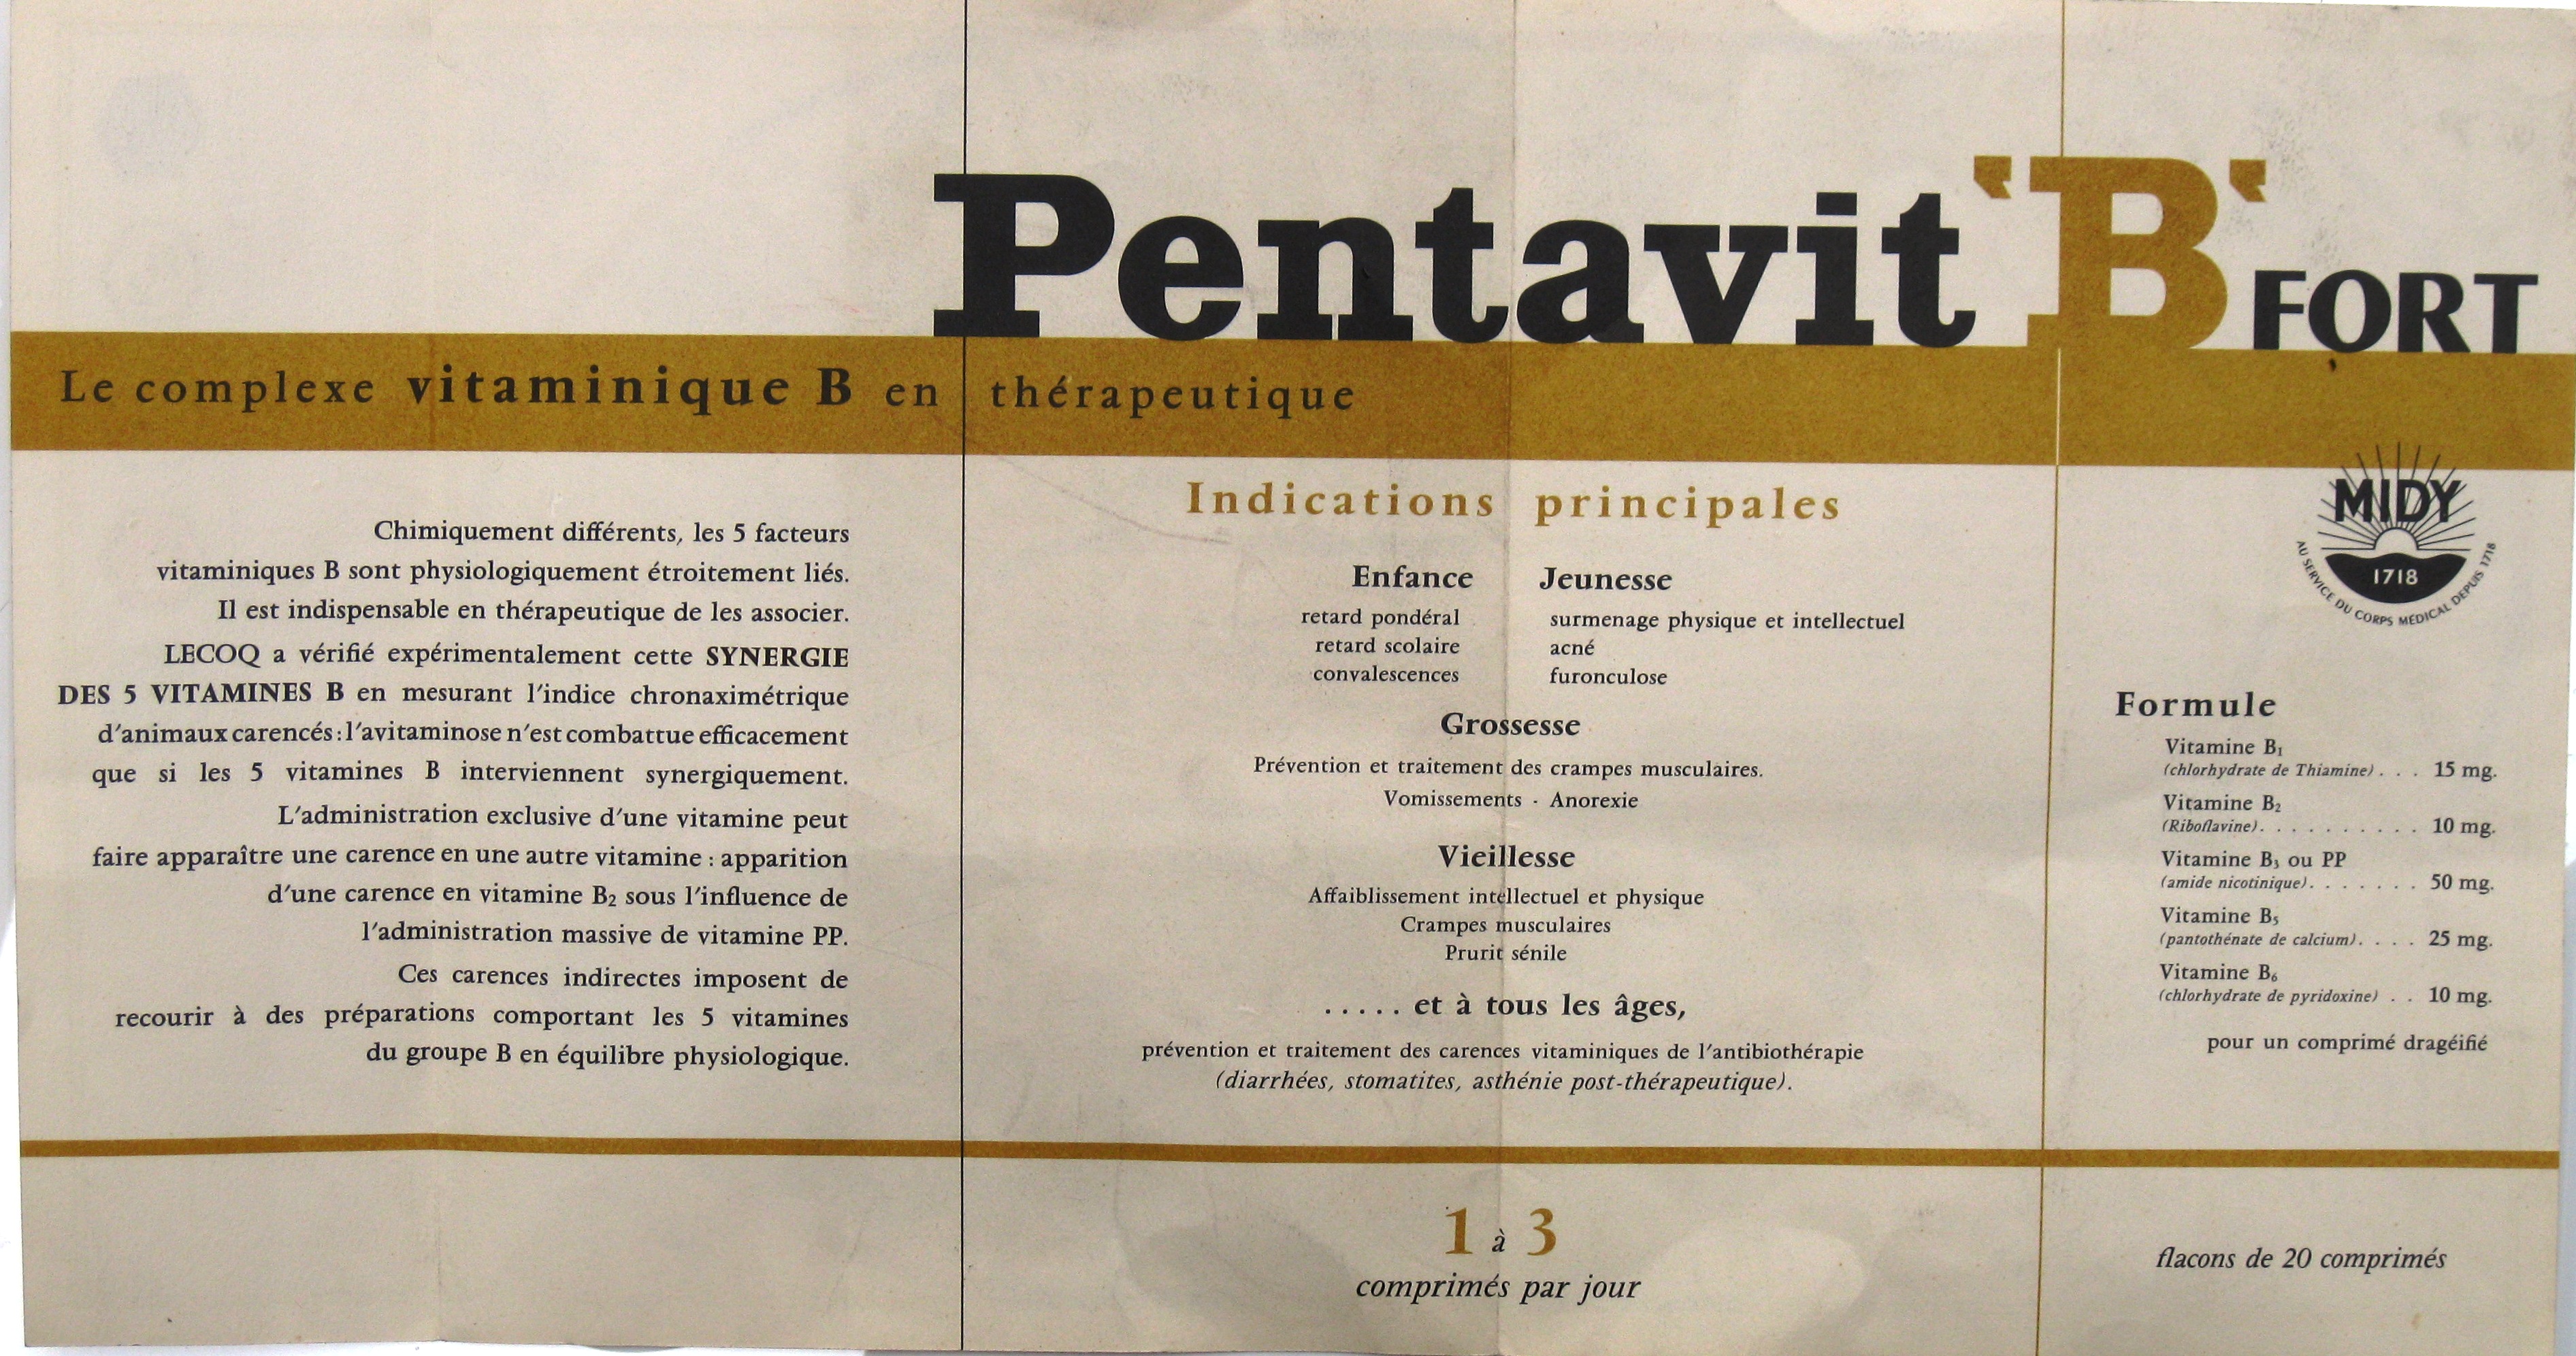 Pentavit 'B' FORT
Le complexe vitaminique B en thérapeutique
Chimiquement différents, les 5 facteurs
vitaminiques B sont physiologiquement étroitement liés.
Il est indispensable en thérapeutique de les associer.
LECOQ a vérifié expérimentalement cette SYNERGIE
DES 5 VITAMINES B en mesurant l'indice chronaximétrique
d'animaux carencés : l'avitaminose n'est combattue efficacement
que si les 5 vitamines B interviennent synergiquement.
L'administration exclusive d'une vitamine peut
faire apparaître une carence en une autre vitamine : apparition
d'une carence en vitamine B₂ sous l'influence de
l'administration massive de vitamine PP.
Ces carences indirectes imposent de
recourir à des préparations comportant les 5 vitamines
du groupe B en équilibre physiologique.
Indications principales
Enfance
retard pondéral
retard scolaire
convalescences
Jeunesse
surmenage physique et intellectuel
acné
furonculose
Grossesse
Prévention et traitement des crampes musculaires.
Vomissements - Anorexie
Vieillesse
Affaiblissement intellectuel et physique
Crampes musculaires
Prurit sénile
..... et à tous les âges,
prévention et traitement des carences vitaminiques de l'antibiothérapie
(diarrhées, stomatites, asthénie post-thérapeutique).
1 à 3
comprimés par jour
MIDY
1718
AU SERVICE DU CORPS MÉDICAL DEPUIS 1718
Formule
Vitamine B₁
(chlorhydrate de Thiamine) . . . 15 mg.
Vitamine B₂
(Riboflavine). . . . . . . . . . 10 mg.
Vitamine B₃ ou PP
(amide nicotinique). . . . . . . 50 mg.
Vitamine B₅
(pantothénate de calcium). . . . 25 mg.
Vitamine B₆
(chlorhydrate de pyridoxine) . . 10 mg.
pour un comprimé dragéifié
flacons de 20 comprimés